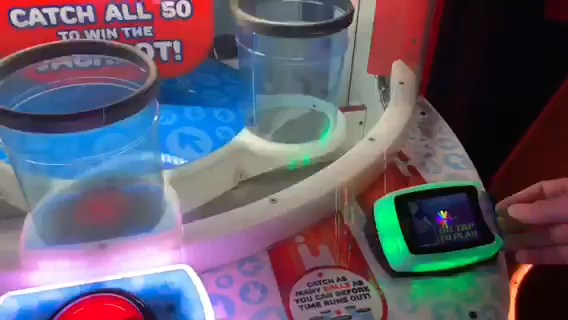 CATCH ALL 50
TO WIN THE
JACKPOT!
TAP
TO PLAY
CATCH AS
MANY BALLS AS
YOU CAN BEFORE
TIME RUNS OUT!